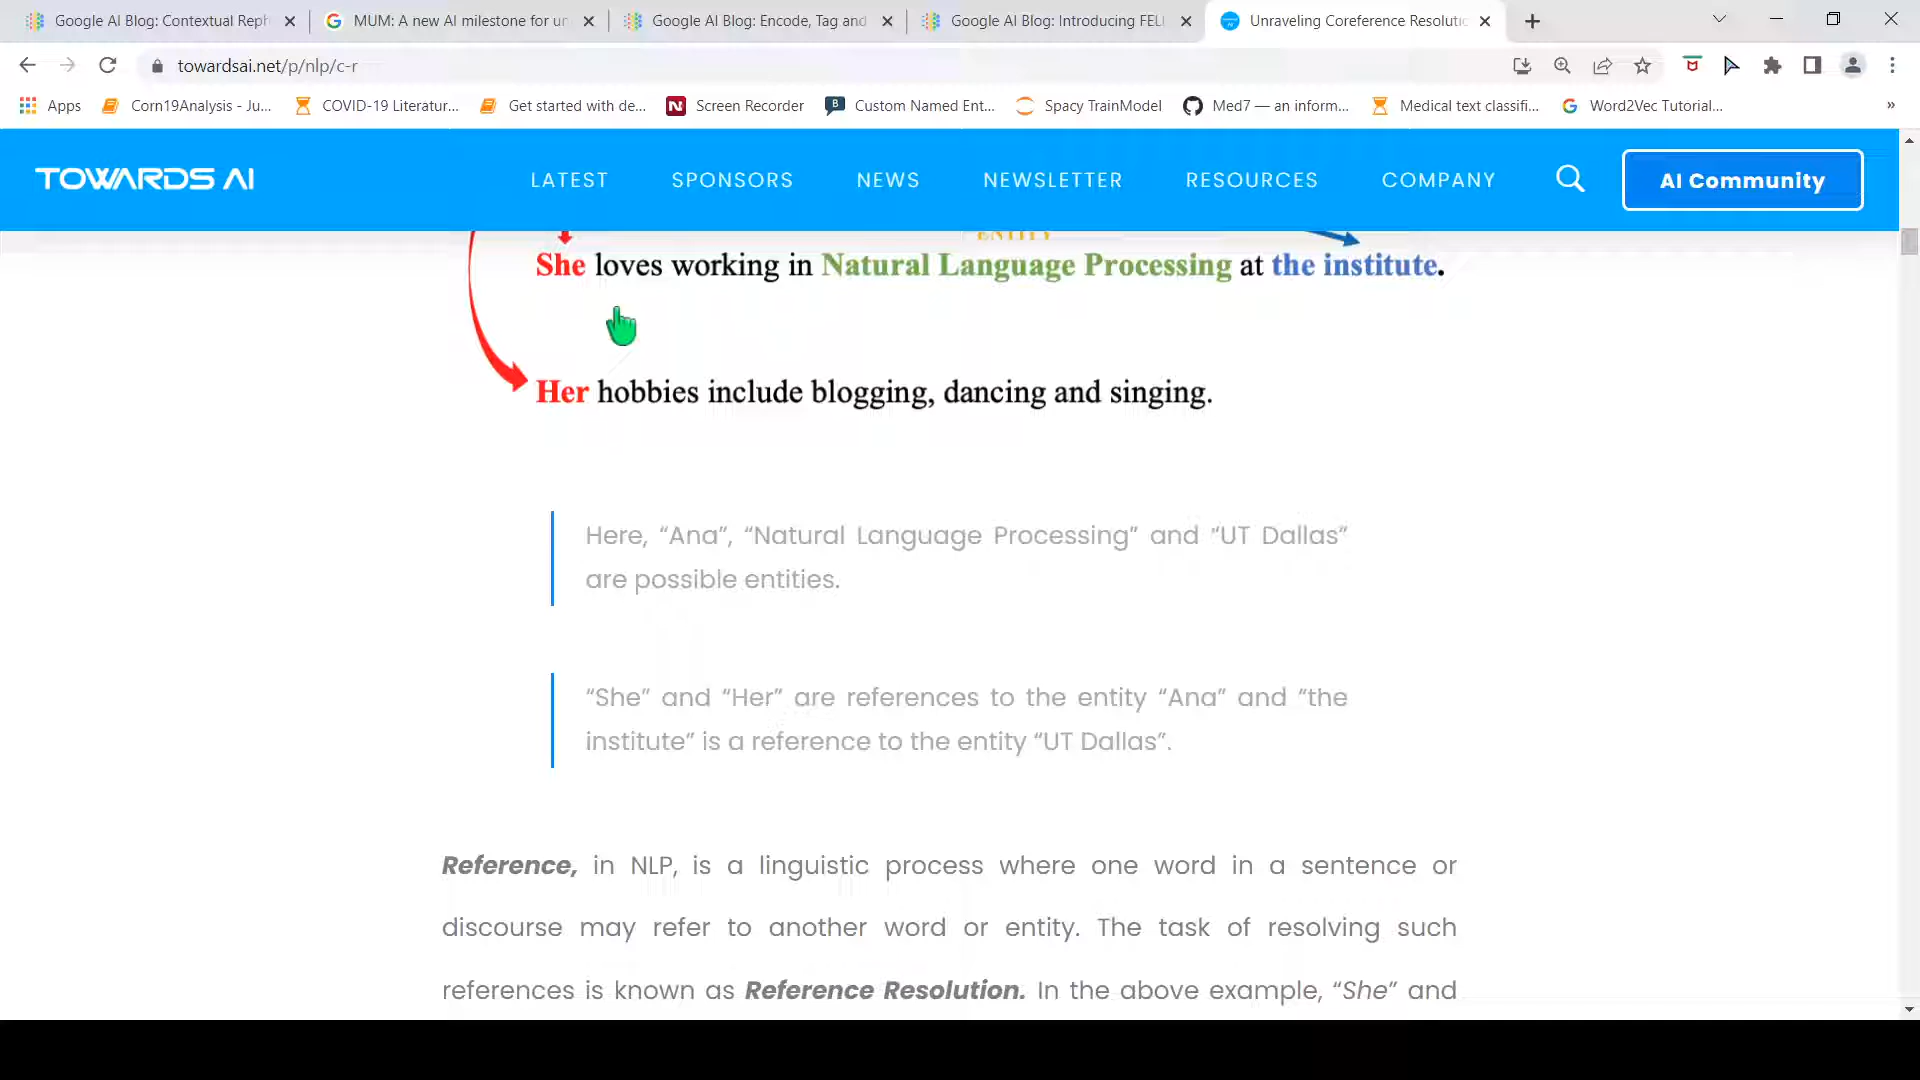 Google AI Blog: Contextual Reph
MUM: A new AI milestone for un
Google AI Blog: Encode, Tag and
Google AI Blog: Introducing FELI
Unraveling Coreference Resolutio
towardsai.net/p/nlp/c-r
Apps
Corn19Analysis - Ju...
COVID-19 Literatur...
Get started with de...
N
Screen Recorder
B
Custom Named Ent...
Spacy TrainModel
Med7 — an inform...
Medical text classifi...
Word2Vec Tutorial...
»
TOWARDS AI
LATEST
SPONSORS
NEWS
NEWSLETTER
RESOURCES
COMPANY
AI Community
ENTITY
She loves working in Natural Language Processing at the institute.
Her hobbies include blogging, dancing and singing.
Here, “Ana”, “Natural Language Processing” and “UT Dallas”
are possible entities.
“She” and “Her” are references to the entity “Ana” and “the
institute” is a reference to the entity “UT Dallas”.
Reference, in NLP, is a linguistic process where one word in a sentence or
discourse may refer to another word or entity. The task of resolving such
references is known as Reference Resolution. In the above example, “She” and